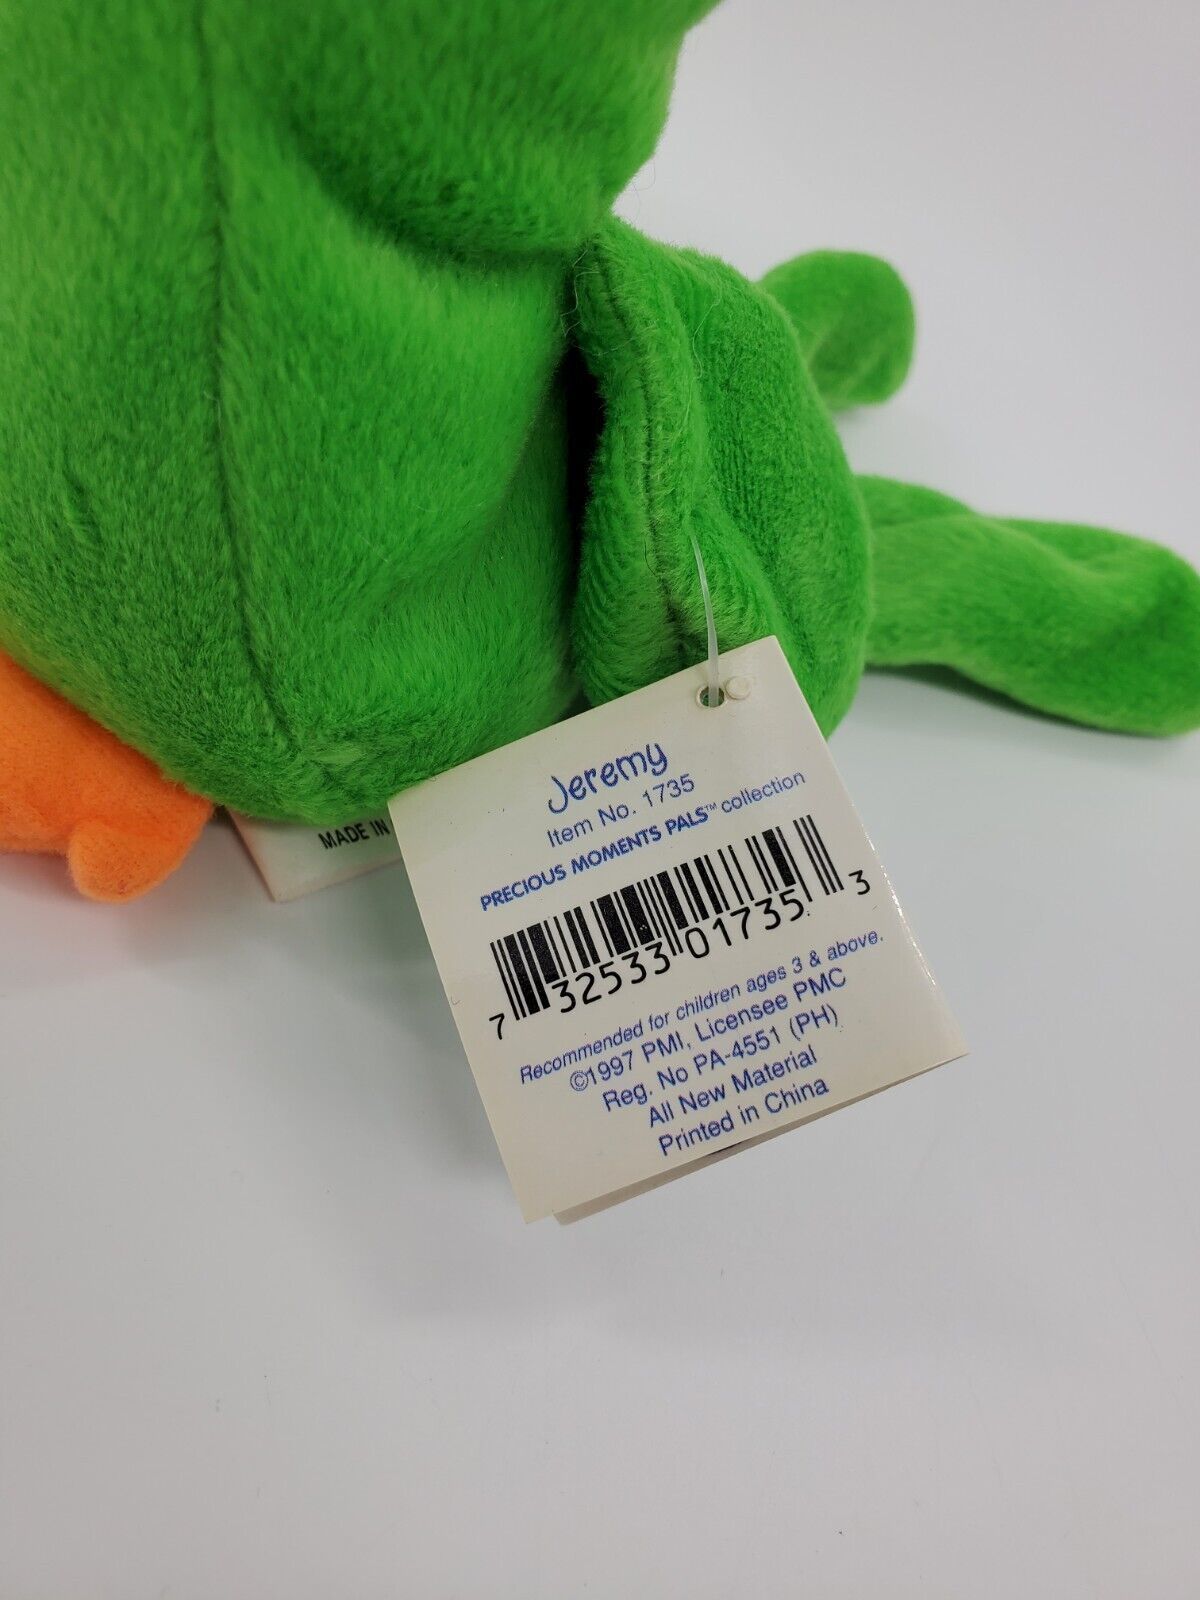 Jeremy
Item No. 1735
PRECIOUS MOMENTS PALS™ collection
7 32533 01735 3
Recommended for children ages 3 & above.
©1997 PMI, Licensee PMC
Reg. No PA-4551 (PH)
All New Material
Printed in China
MADE IN